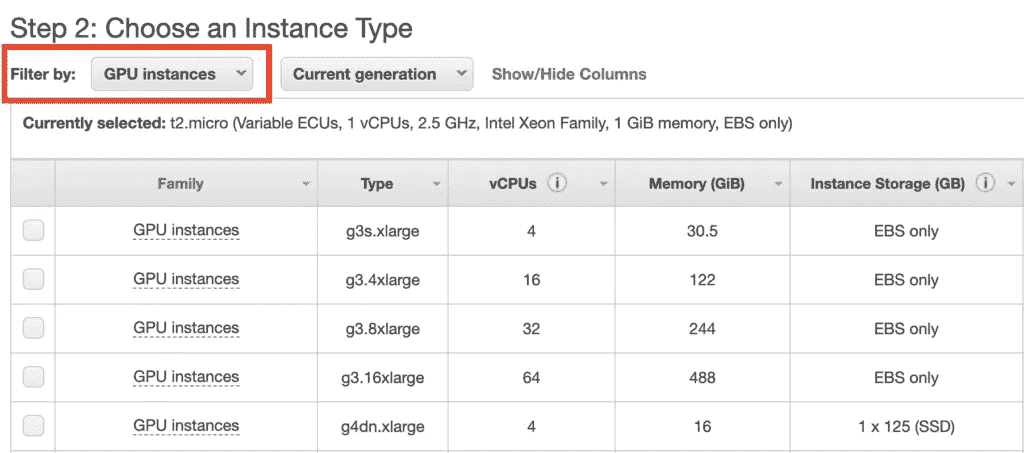 Step 2: Choose an Instance Type
Filter by: GPU instances Current generation Show/Hide Columns
Currently selected: t2.micro (Variable ECUs, 1 vCPUs, 2.5 GHz, Intel Xeon Family, 1 GiB memory, EBS only)
Family Type vCPUs i Memory (GiB) Instance Storage (GB) i
GPU instances g3s.xlarge 4 30.5 EBS only
GPU instances g3.4xlarge 16 122 EBS only
GPU instances g3.8xlarge 32 244 EBS only
GPU instances g3.16xlarge 64 488 EBS only
GPU instances g4dn.xlarge 4 16 1 x 125 (SSD)